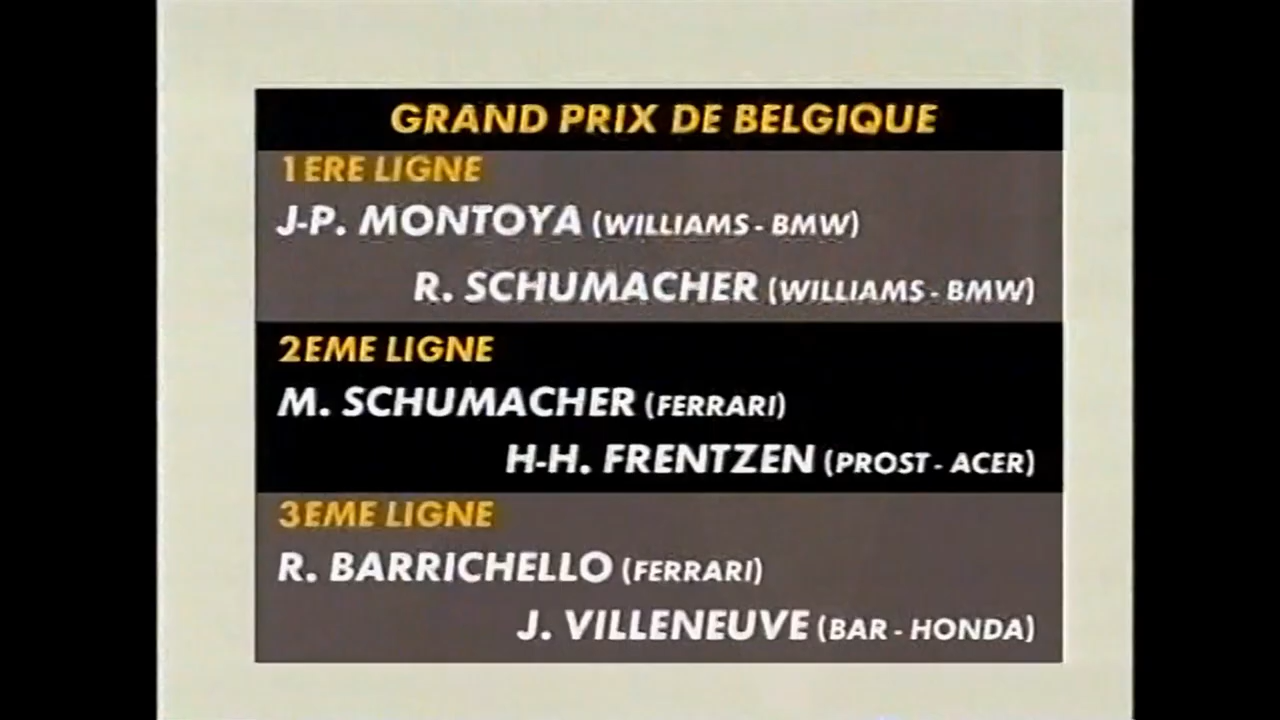 GRAND PRIX DE BELGIQUE
1ERE LIGNE
J-P. MONTOYA (WILLIAMS - BMW)
R. SCHUMACHER (WILLIAMS - BMW)
2EME LIGNE
M. SCHUMACHER (FERRARI)
H-H. FRENTZEN (PROST - ACER)
3EME LIGNE
R. BARRICHELLO (FERRARI)
J. VILLENEUVE (BAR - HONDA)